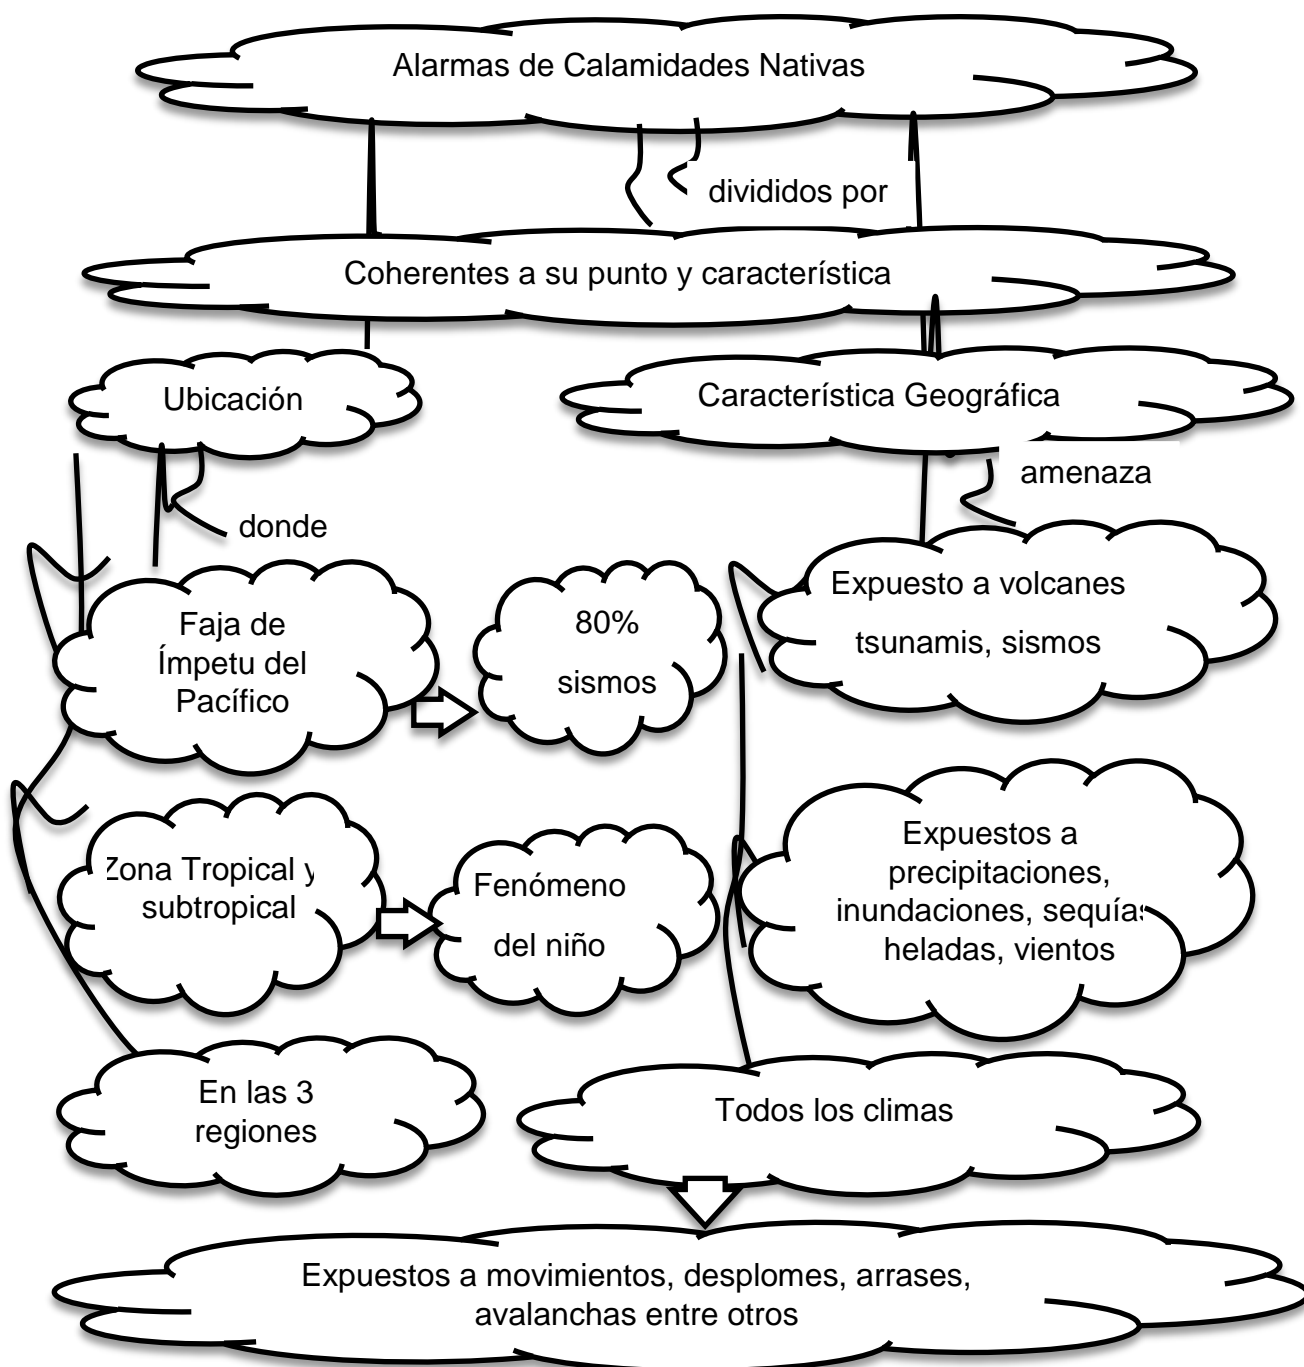 Alarmas de Calamidades Nativas
divididos por
Coherentes a su punto y característica
Ubicación
Característica Geográfica
amenaza
donde
Expuesto a volcanes
tsunamis, sismos
Faja de
Ímpetu del
Pacífico
80%
sismos
Zona Tropical y
subtropical
Fenómeno
del niño
Expuestos a
precipitaciones,
inundaciones, sequías
heladas, vientos
En las 3
regiones
Todos los climas
Expuestos a movimientos, desplomes, arrases,
avalanchas entre otros